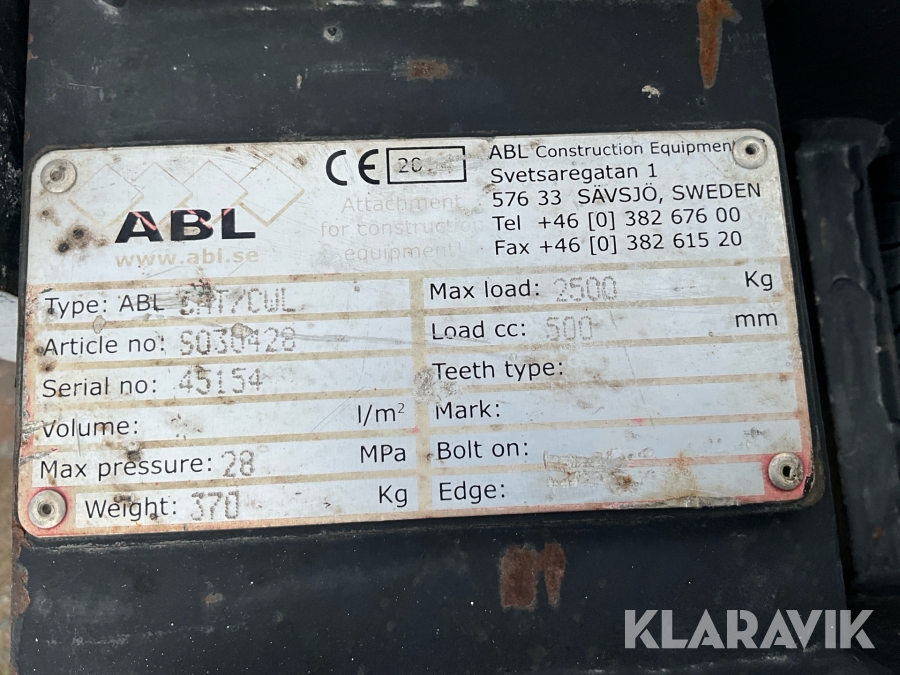 CE 20
ABL Construction Equipment
Svetsaregatan 1
576 33 SÄVSJÖ, SWEDEN
Tel +46 [0] 382 676 00
Fax +46 [0] 382 615 20
ABL
www.abl.se
Attachment
for construction
equipment!
Type: ABL
Article no: S030428
Serial no: 45154
Volume: l/m²
Max pressure: 28 MPa
Weight: 370 Kg
Max load: 2500 Kg
Load cc: 500 mm
Teeth type:
Mark:
Bolt on:
Edge:
KLARAVIK